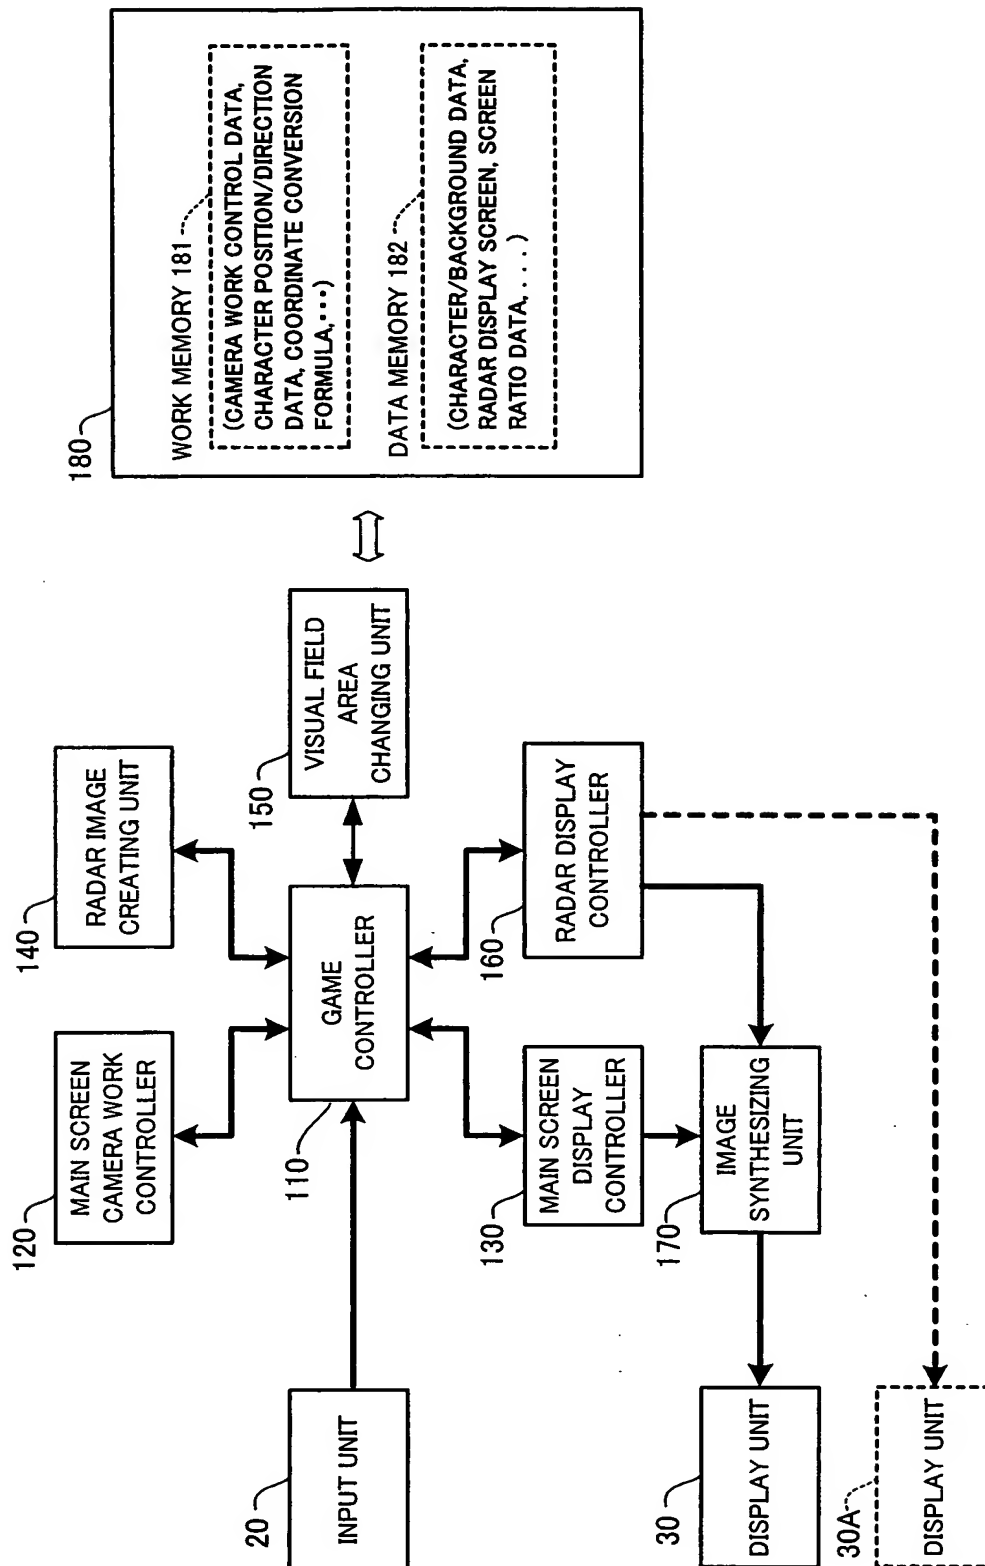 20
INPUT UNIT
30
DISPLAY UNIT
30A
DISPLAY UNIT
120
MAIN SCREEN
CAMERA WORK
CONTROLLER
140
RADAR IMAGE
CREATING UNIT
110
GAME
CONTROLLER
150
VISUAL FIELD
AREA
CHANGING UNIT
130
MAIN SCREEN
DISPLAY
CONTROLLER
160
RADAR DISPLAY
CONTROLLER
170
IMAGE
SYNTHESIZING
UNIT
180
WORK MEMORY 181
(CAMERA WORK CONTROL DATA,
CHARACTER POSITION/DIRECTION
DATA, COORDINATE CONVERSION
FORMULA,···)
DATA MEMORY 182
(CHARACTER/BACKGROUND DATA,
RADAR DISPLAY SCREEN, SCREEN
RATIO DATA, . . . .)